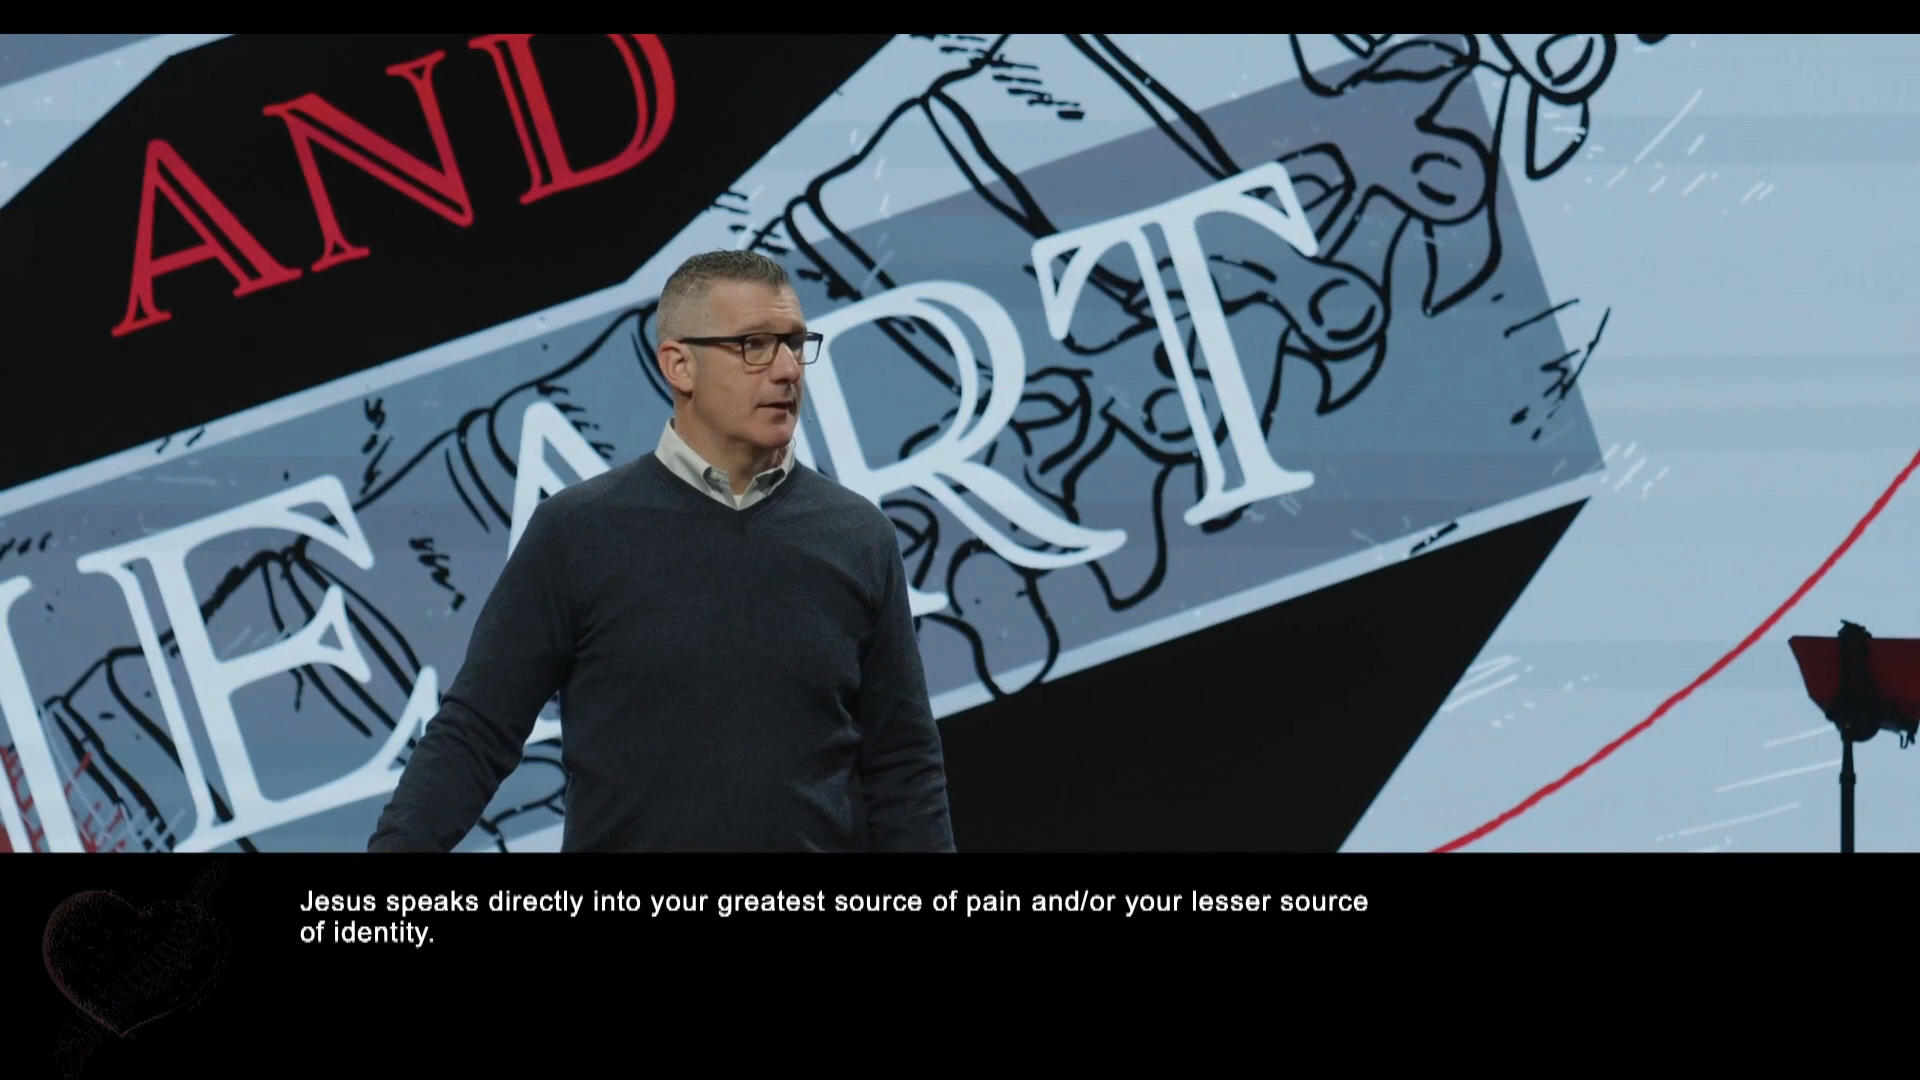 AND
HEART
Jesus speaks directly into your greatest source of pain and/or your lesser source
of identity.